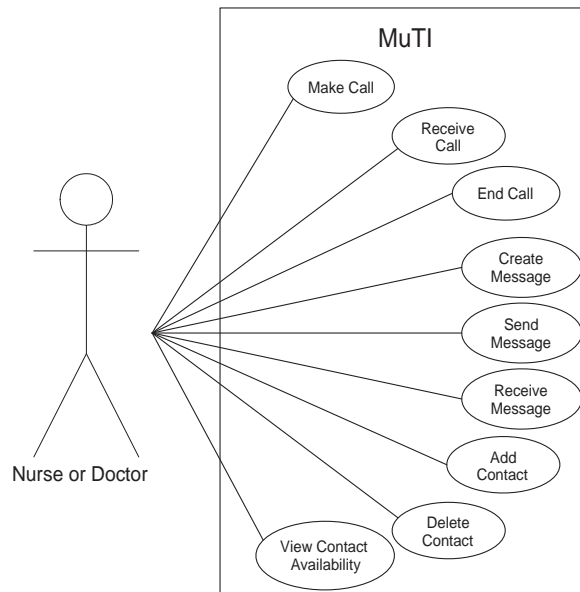 MuTI
Make Call
Receive
Call
End Call
Create
Message
Send
Message
Receive
Message
Add
Contact
Delete
Contact
View Contact
Availability
Nurse or Doctor